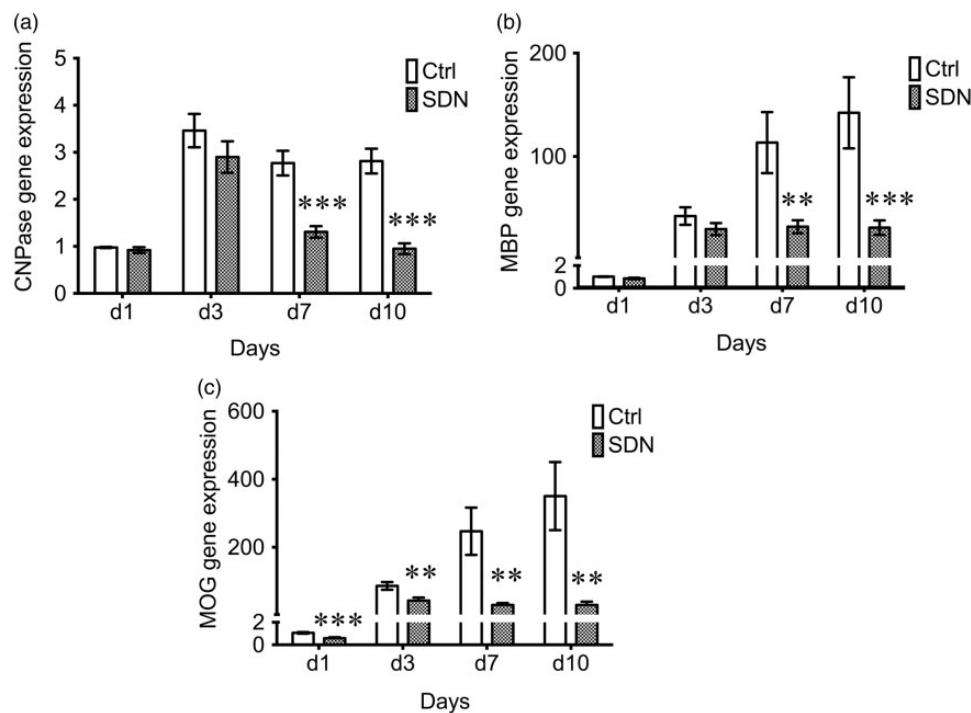 (a)
CNPase gene expression
5
4
3
2
1
0
Ctrl
SDN
***
***
d1 d3 d7 d10
Days
(b)
MBP gene expression
200
100
2
0
Ctrl
SDN
**
***
d1 d3 d7 d10
Days
(c)
MOG gene expression
600
400
200
2
0
Ctrl
SDN
***
**
**
**
d1 d3 d7 d10
Days